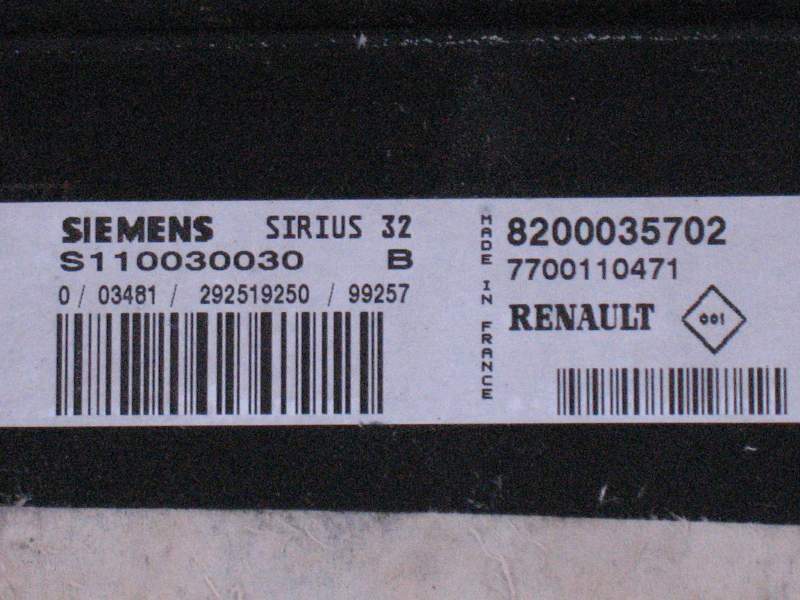 SIEMENS SIRIUS 32
S110030030 B
0 / 03481 / 292519250 / 99257
MADE IN FRANCE
8200035702
7700110471
RENAULT 001